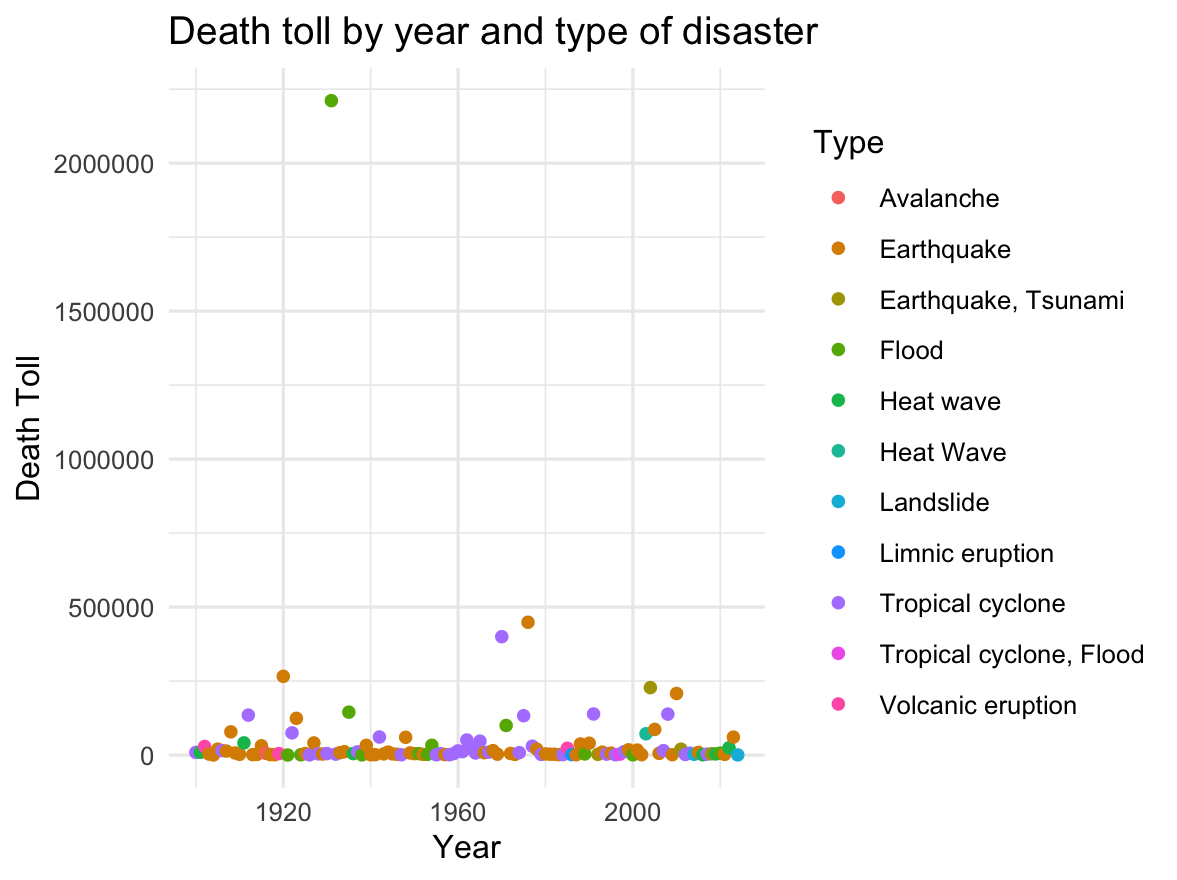 Death toll by year and type of disaster
Death Toll
2000000
1500000
1000000
500000
0
1920 1960 2000
Year
Type
Avalanche
Earthquake
Earthquake, Tsunami
Flood
Heat wave
Heat Wave
Landslide
Limnic eruption
Tropical cyclone
Tropical cyclone, Flood
Volcanic eruption